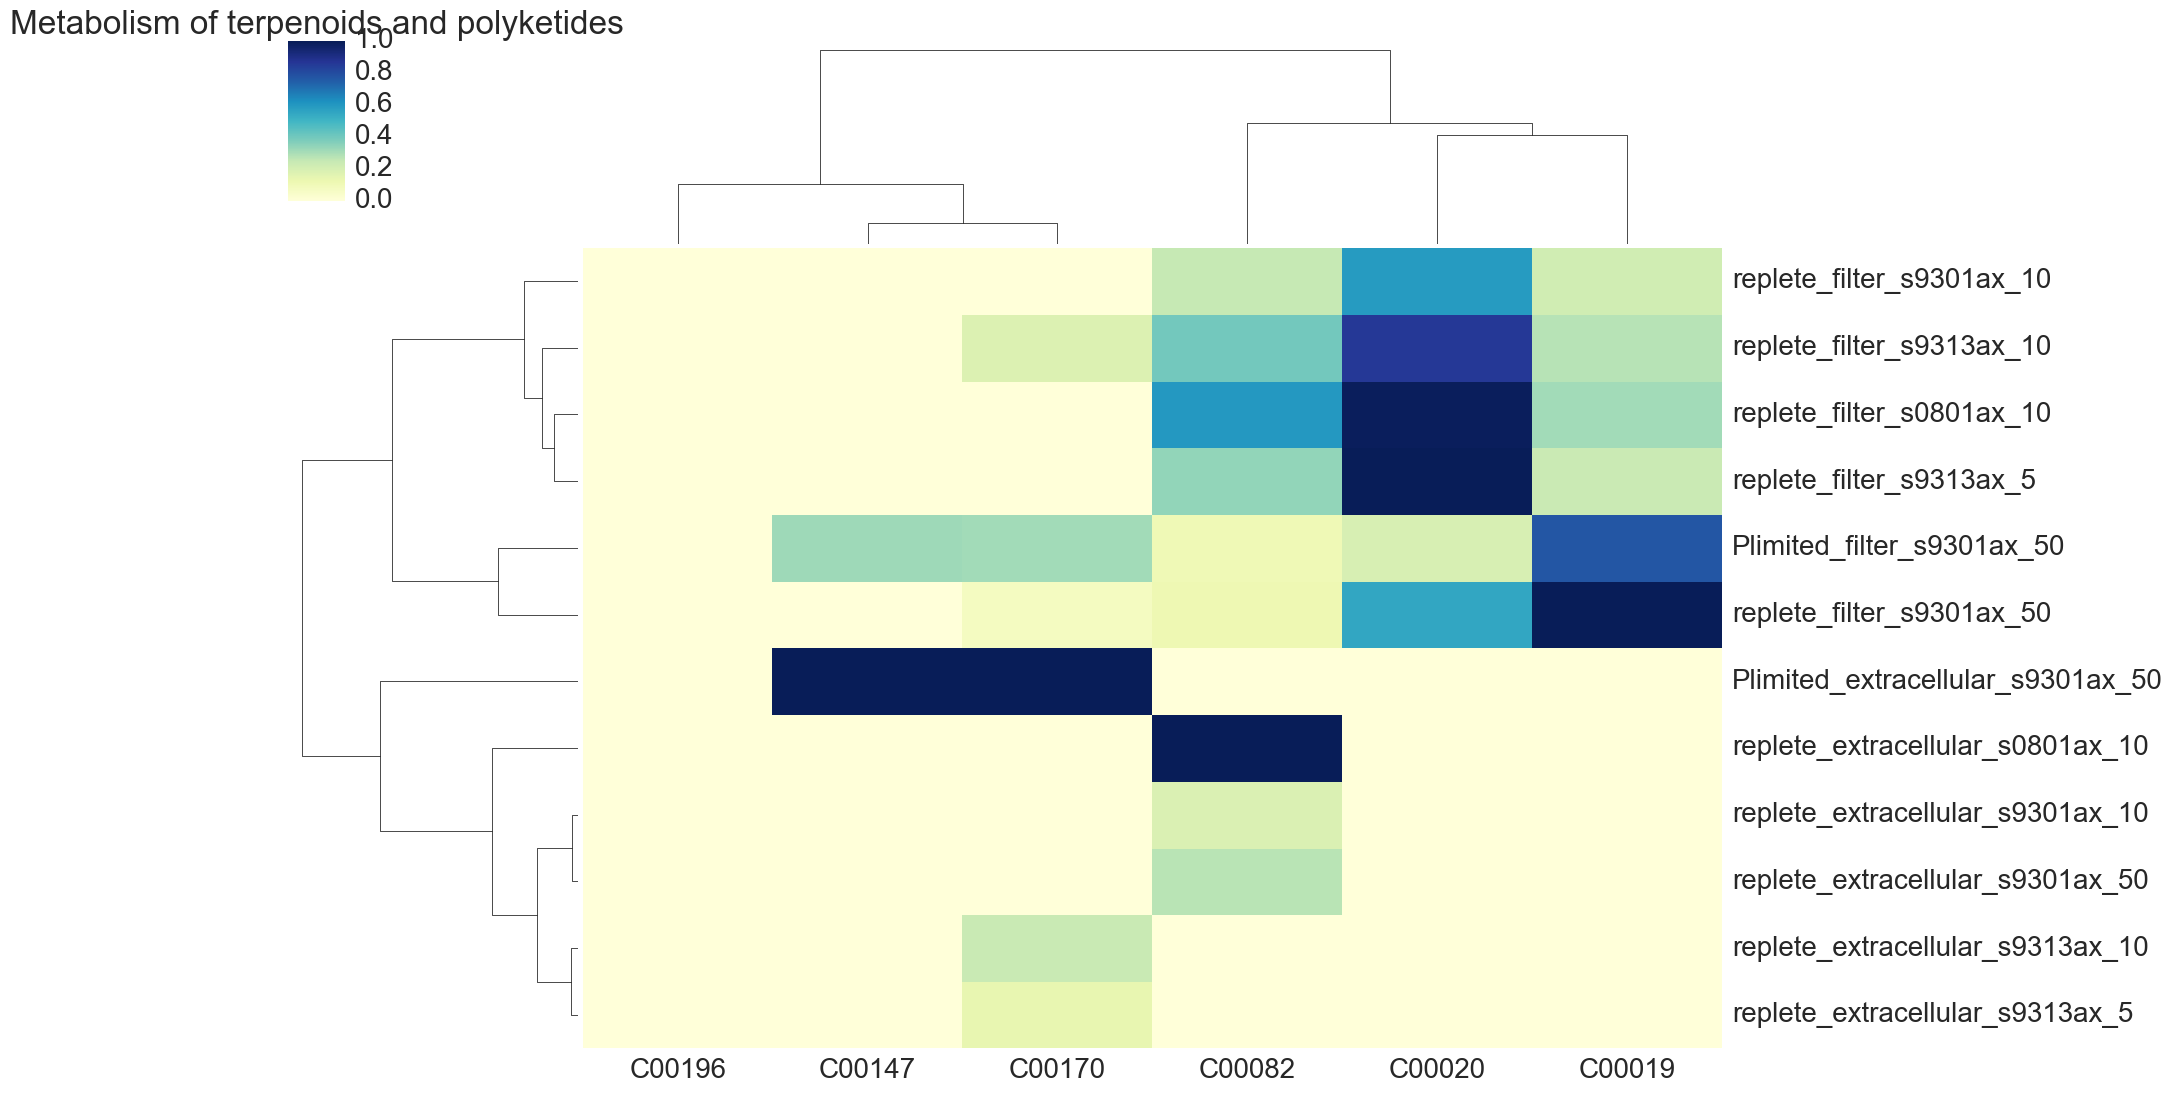 Metabolism of terpenoids and polyketides
1.0
0.8
0.6
0.4
0.2
0.0
replete_filter_s9301ax_10
replete_filter_s9313ax_10
replete_filter_s0801ax_10
replete_filter_s9313ax_5
Plimited_filter_s9301ax_50
replete_filter_s9301ax_50
Plimited_extracellular_s9301ax_50
replete_extracellular_s0801ax_10
replete_extracellular_s9301ax_10
replete_extracellular_s9301ax_50
replete_extracellular_s9313ax_10
replete_extracellular_s9313ax_5
C00196 C00147 C00170 C00082 C00020 C00019